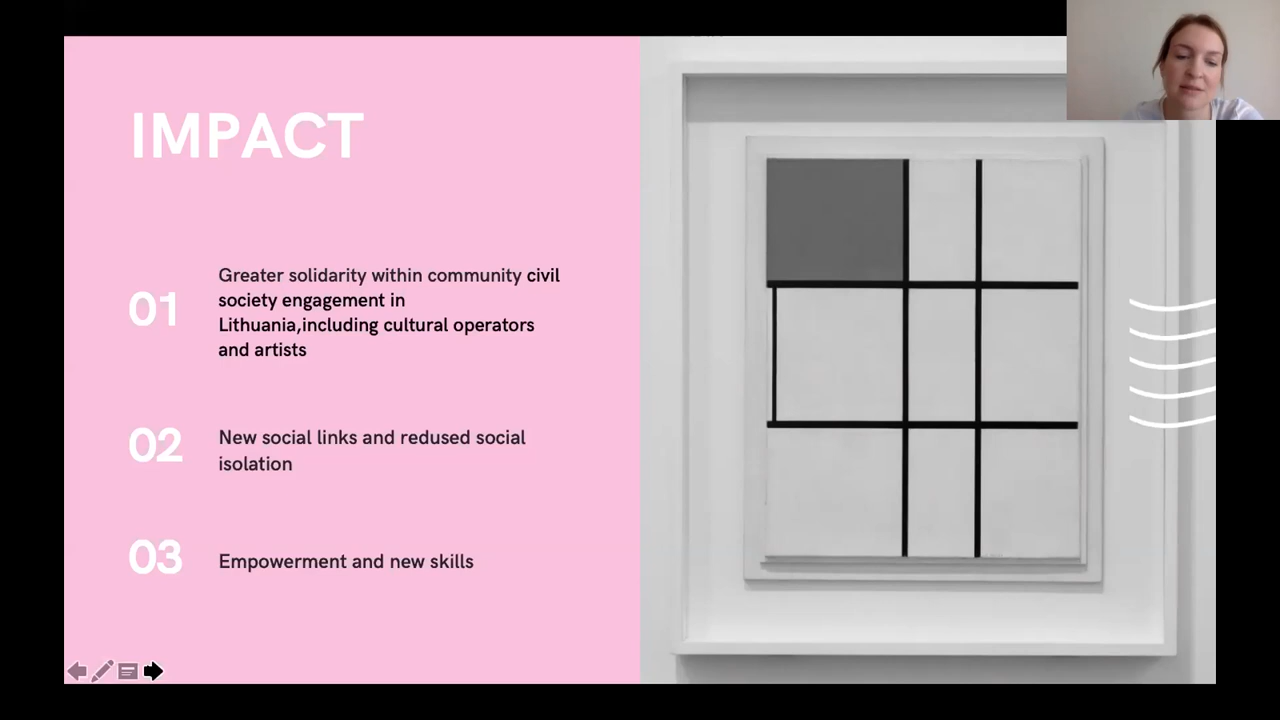 IMPACT
01
Greater solidarity within community civil
society engagement in
Lithuania,including cultural operators
and artists
02
New social links and redused social
isolation
03
Empowerment and new skills